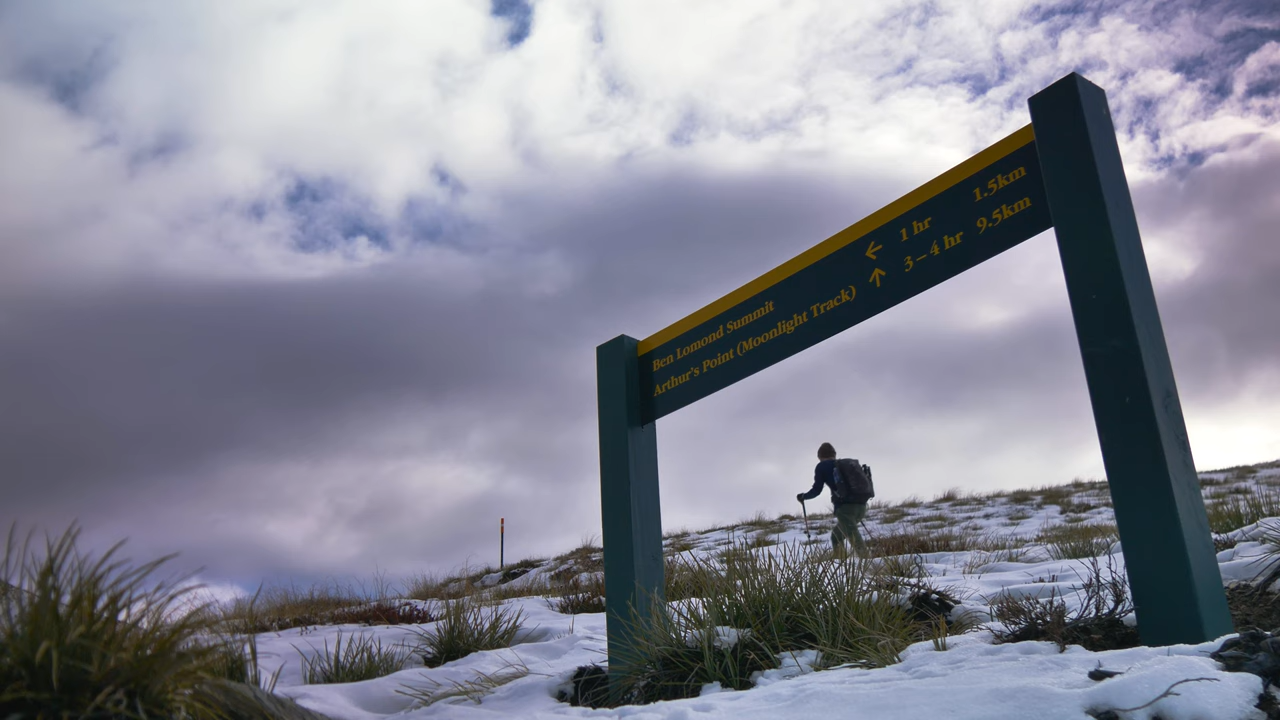 Ben Lomond Summit ← 1 hr 1.5km
Arthur's Point (Moonlight Track) ↑ 3–4 hr 9.5km